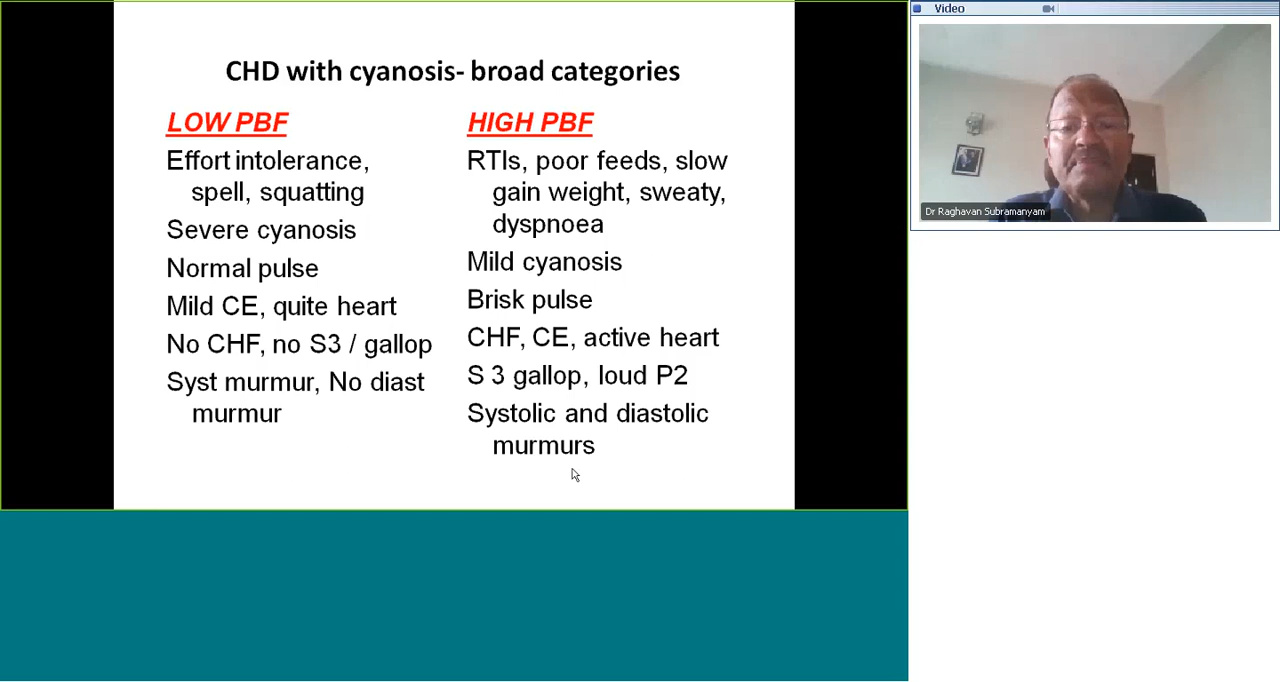 CHD with cyanosis- broad categories
LOW PBF
Effort intolerance,
spell, squatting
Severe cyanosis
Normal pulse
Mild CE, quite heart
No CHF, no S3 / gallop
Syst murmur, No diast
murmur
HIGH PBF
RTIs, poor feeds, slow
gain weight, sweaty,
dyspnoea
Mild cyanosis
Brisk pulse
CHF, CE, active heart
S 3 gallop, loud P2
Systolic and diastolic
murmurs
Video
Dr Raghavan Subramanyam